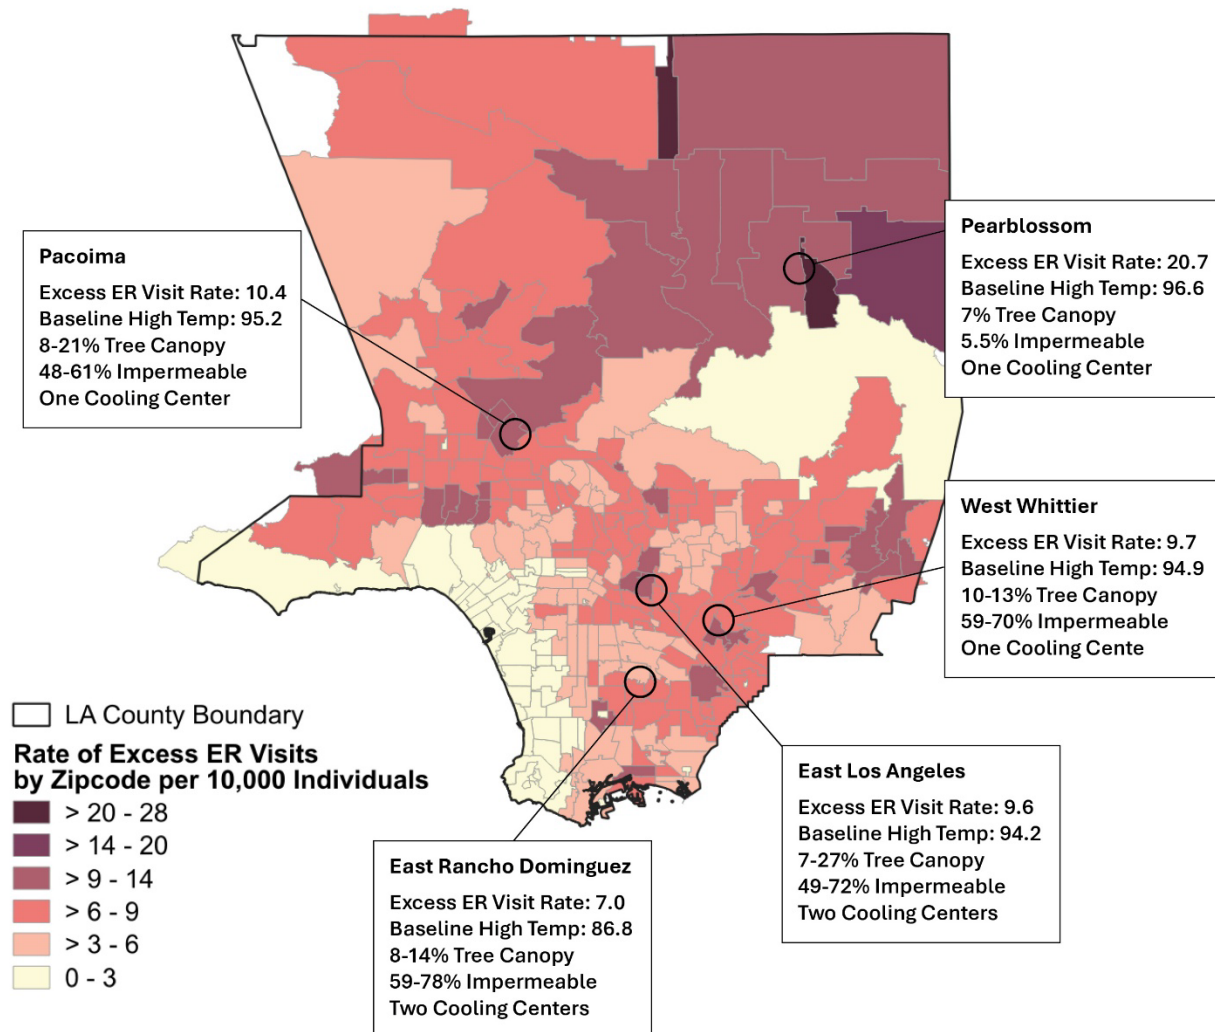 Pacoima
Excess ER Visit Rate: 10.4
Baseline High Temp: 95.2
8-21% Tree Canopy
48-61% Impermeable
One Cooling Center
Pearblossom
Excess ER Visit Rate: 20.7
Baseline High Temp: 96.6
7% Tree Canopy
5.5% Impermeable
One Cooling Center
West Whittier
Excess ER Visit Rate: 9.7
Baseline High Temp: 94.9
10-13% Tree Canopy
59-70% Impermeable
One Cooling Cente
East Los Angeles
Excess ER Visit Rate: 9.6
Baseline High Temp: 94.2
7-27% Tree Canopy
49-72% Impermeable
Two Cooling Centers
East Rancho Dominguez
Excess ER Visit Rate: 7.0
Baseline High Temp: 86.8
8-14% Tree Canopy
59-78% Impermeable
Two Cooling Centers
LA County Boundary
Rate of Excess ER Visits
by Zipcode per 10,000 Individuals
> 20 - 28
> 14 - 20
> 9 - 14
> 6 - 9
> 3 - 6
0 - 3